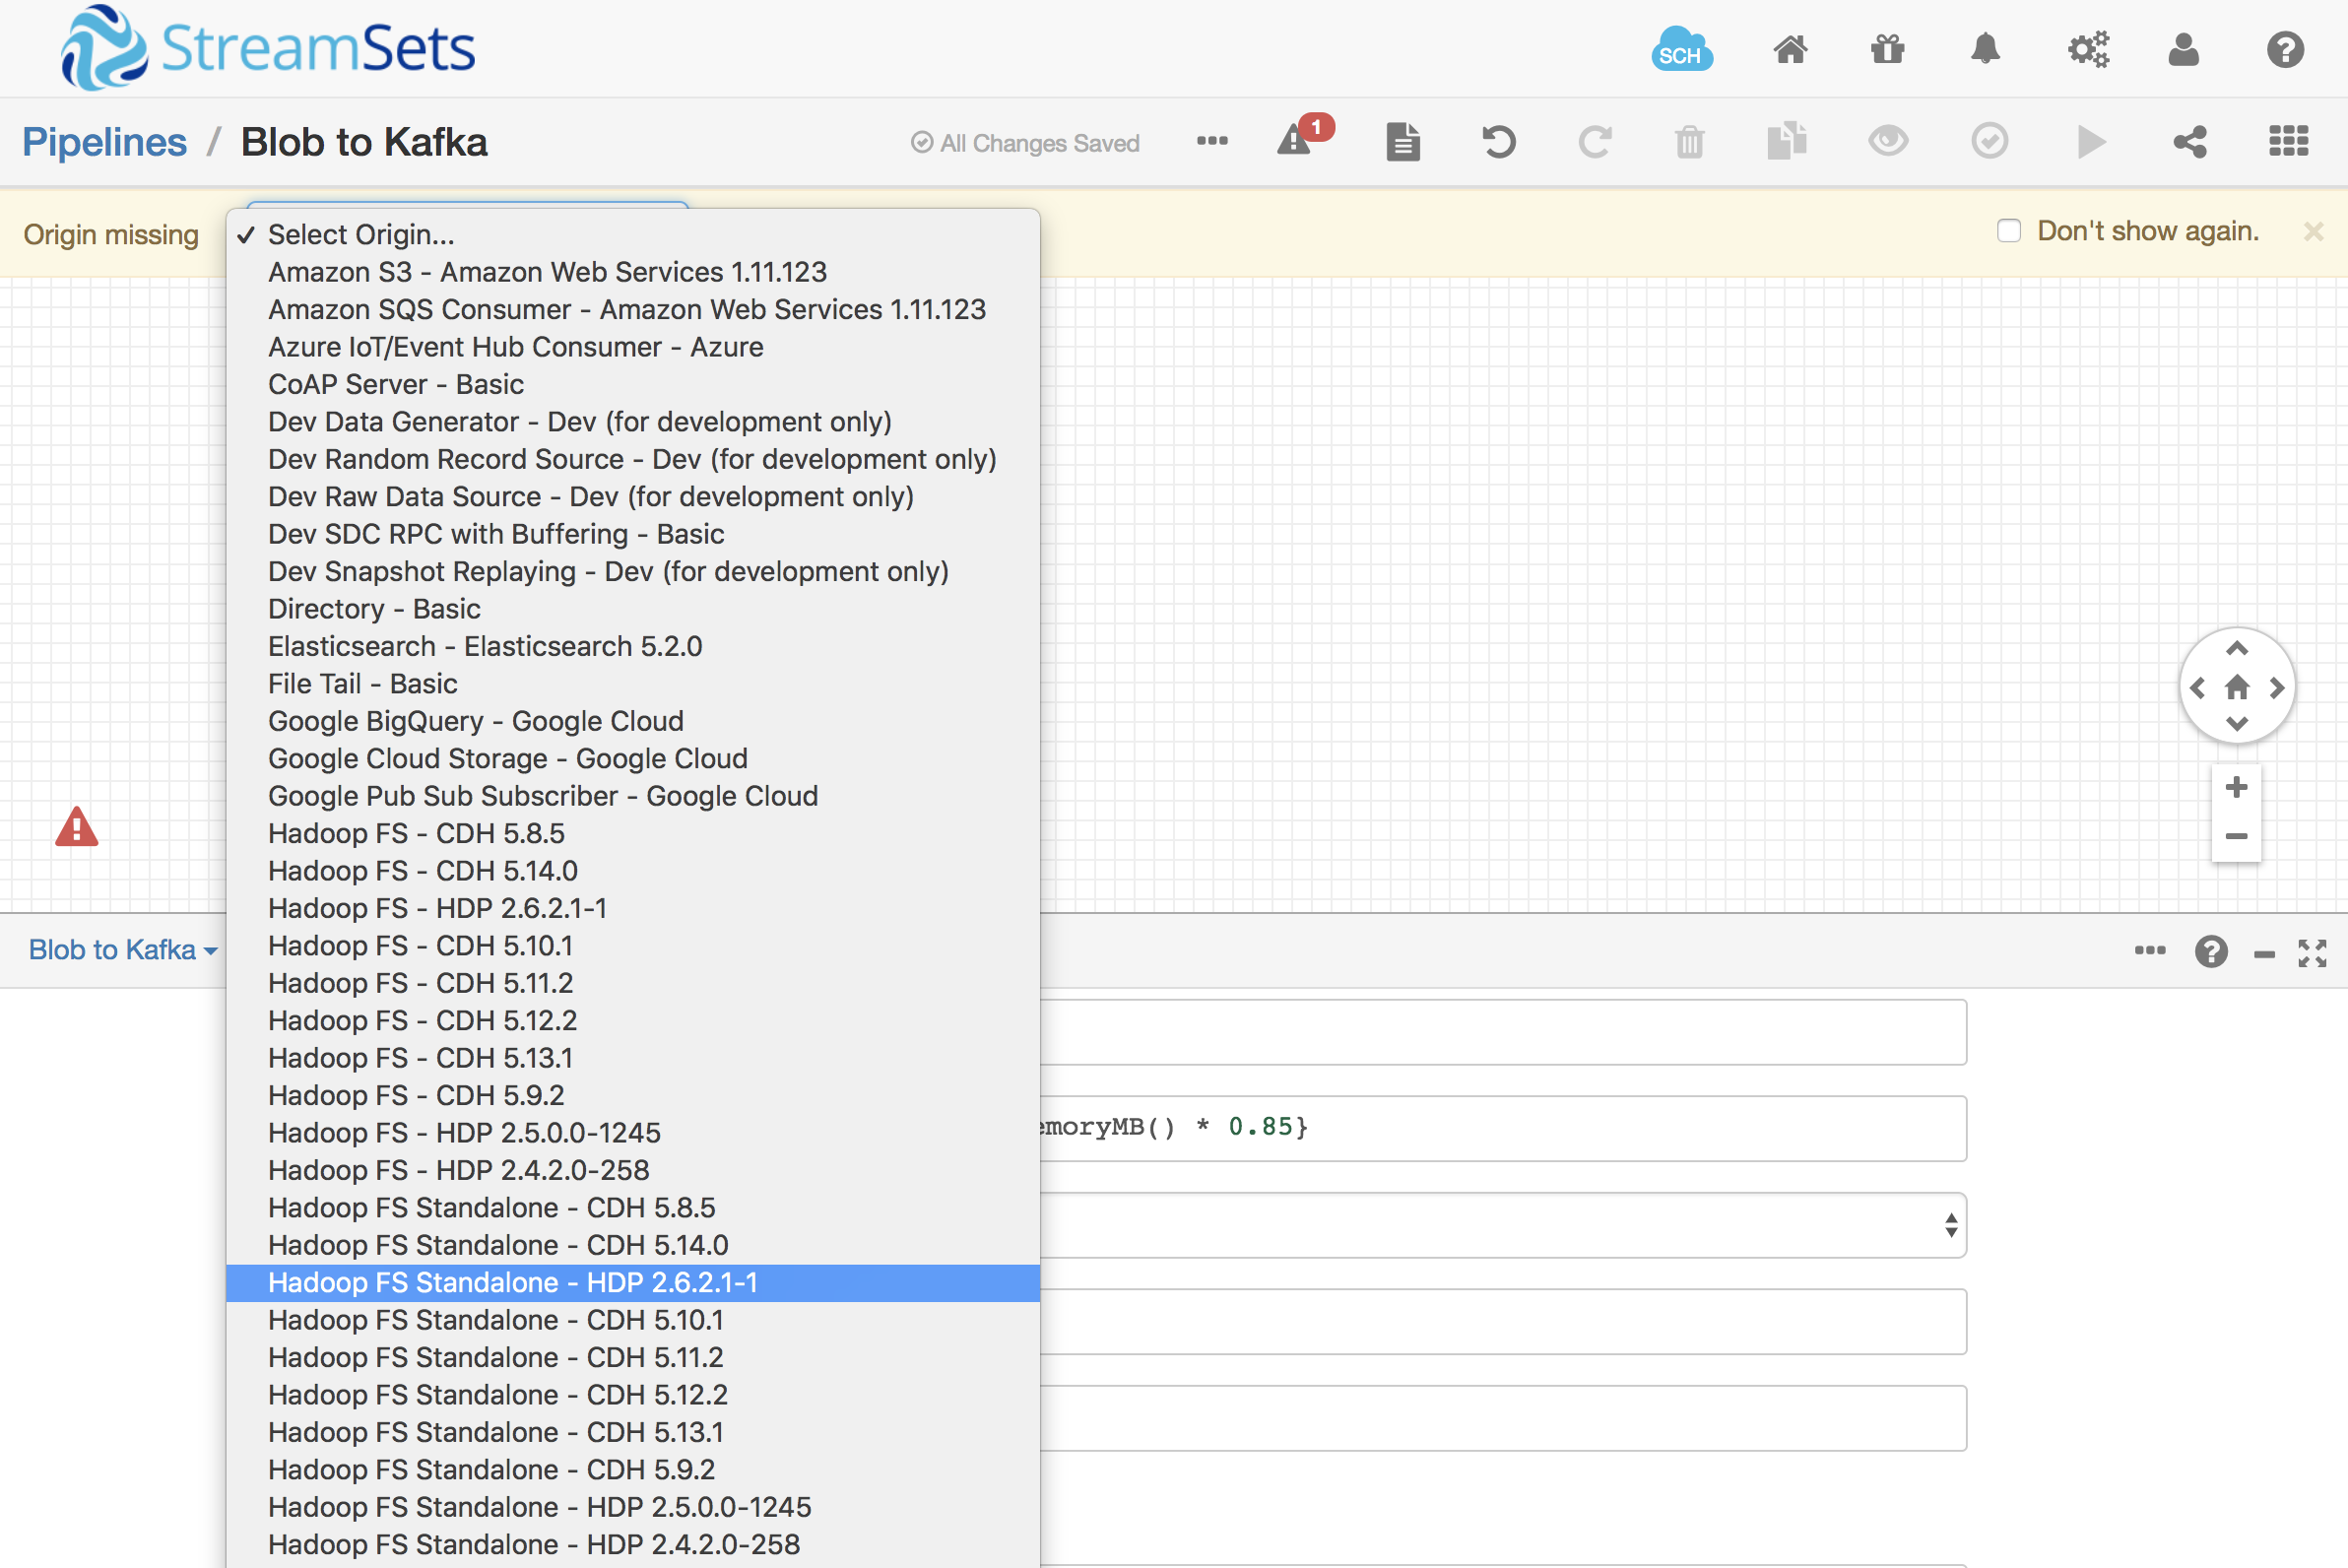 StreamSets
SCH
Pipelines / Blob to Kafka
All Changes Saved
1
Origin missing
Don't show again.
Select Origin...
Amazon S3 - Amazon Web Services 1.11.123
Amazon SQS Consumer - Amazon Web Services 1.11.123
Azure IoT/Event Hub Consumer - Azure
CoAP Server - Basic
Dev Data Generator - Dev (for development only)
Dev Random Record Source - Dev (for development only)
Dev Raw Data Source - Dev (for development only)
Dev SDC RPC with Buffering - Basic
Dev Snapshot Replaying - Dev (for development only)
Directory - Basic
Elasticsearch - Elasticsearch 5.2.0
File Tail - Basic
Google BigQuery - Google Cloud
Google Cloud Storage - Google Cloud
Google Pub Sub Subscriber - Google Cloud
Hadoop FS - CDH 5.8.5
Hadoop FS - CDH 5.14.0
Hadoop FS - HDP 2.6.2.1-1
Hadoop FS - CDH 5.10.1
Hadoop FS - CDH 5.11.2
Hadoop FS - CDH 5.12.2
Hadoop FS - CDH 5.13.1
Hadoop FS - CDH 5.9.2
Hadoop FS - HDP 2.5.0.0-1245
Hadoop FS - HDP 2.4.2.0-258
Hadoop FS Standalone - CDH 5.8.5
Hadoop FS Standalone - CDH 5.14.0
Hadoop FS Standalone - HDP 2.6.2.1-1
Hadoop FS Standalone - CDH 5.10.1
Hadoop FS Standalone - CDH 5.11.2
Hadoop FS Standalone - CDH 5.12.2
Hadoop FS Standalone - CDH 5.13.1
Hadoop FS Standalone - CDH 5.9.2
Hadoop FS Standalone - HDP 2.5.0.0-1245
Hadoop FS Standalone - HDP 2.4.2.0-258
Blob to Kafka
emoryMB() * 0.85}